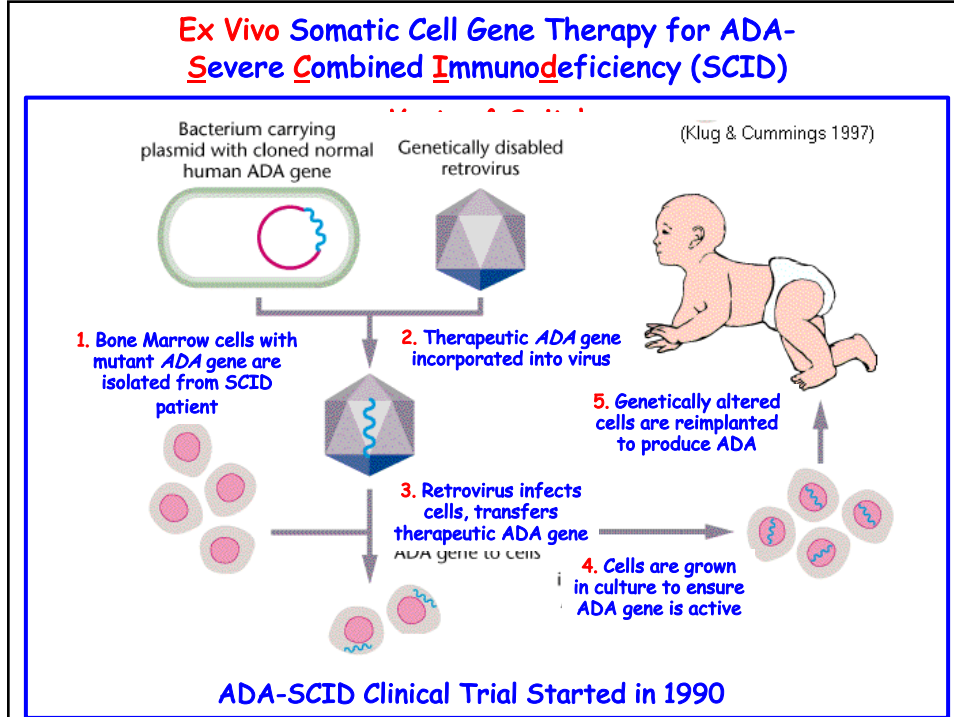 Ex Vivo Somatic Cell Gene Therapy for ADA-
Severe Combined Immunodeficiency (SCID)
Bacterium carrying
plasmid with cloned normal
human ADA gene
Genetically disabled
retrovirus
(Klug & Cummings 1997)
1. Bone Marrow cells with
mutant ADA gene are
isolated from SCID
patient
2. Therapeutic ADA gene
incorporated into virus
5. Genetically altered
cells are reimplanted
to produce ADA
3. Retrovirus infects
cells, transfers
therapeutic ADA gene
ADA gene to cells
4. Cells are grown
in culture to ensure
ADA gene is active
ADA-SCID Clinical Trial Started in 1990